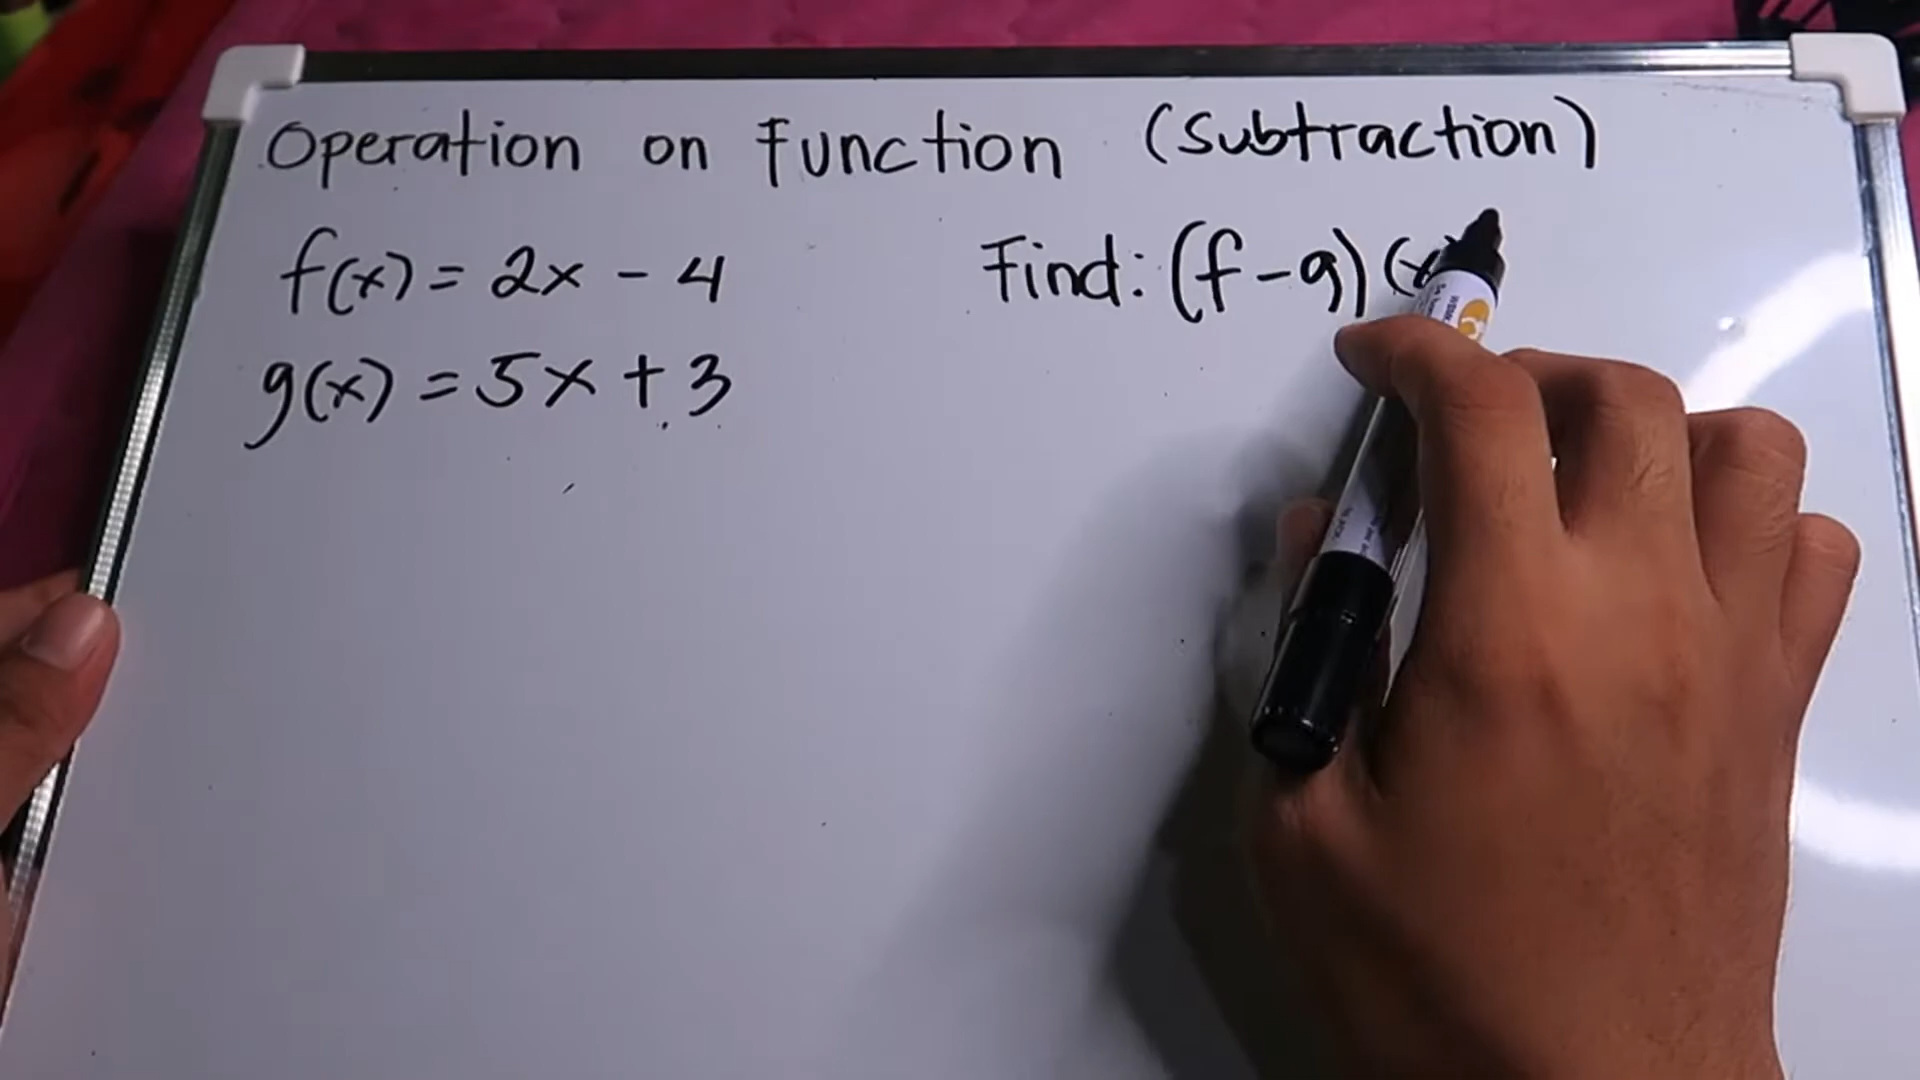 Operation on Function (Subtraction)
f(x) = 2x - 4
Find: (f-g)(x
g(x) = 5x + 3